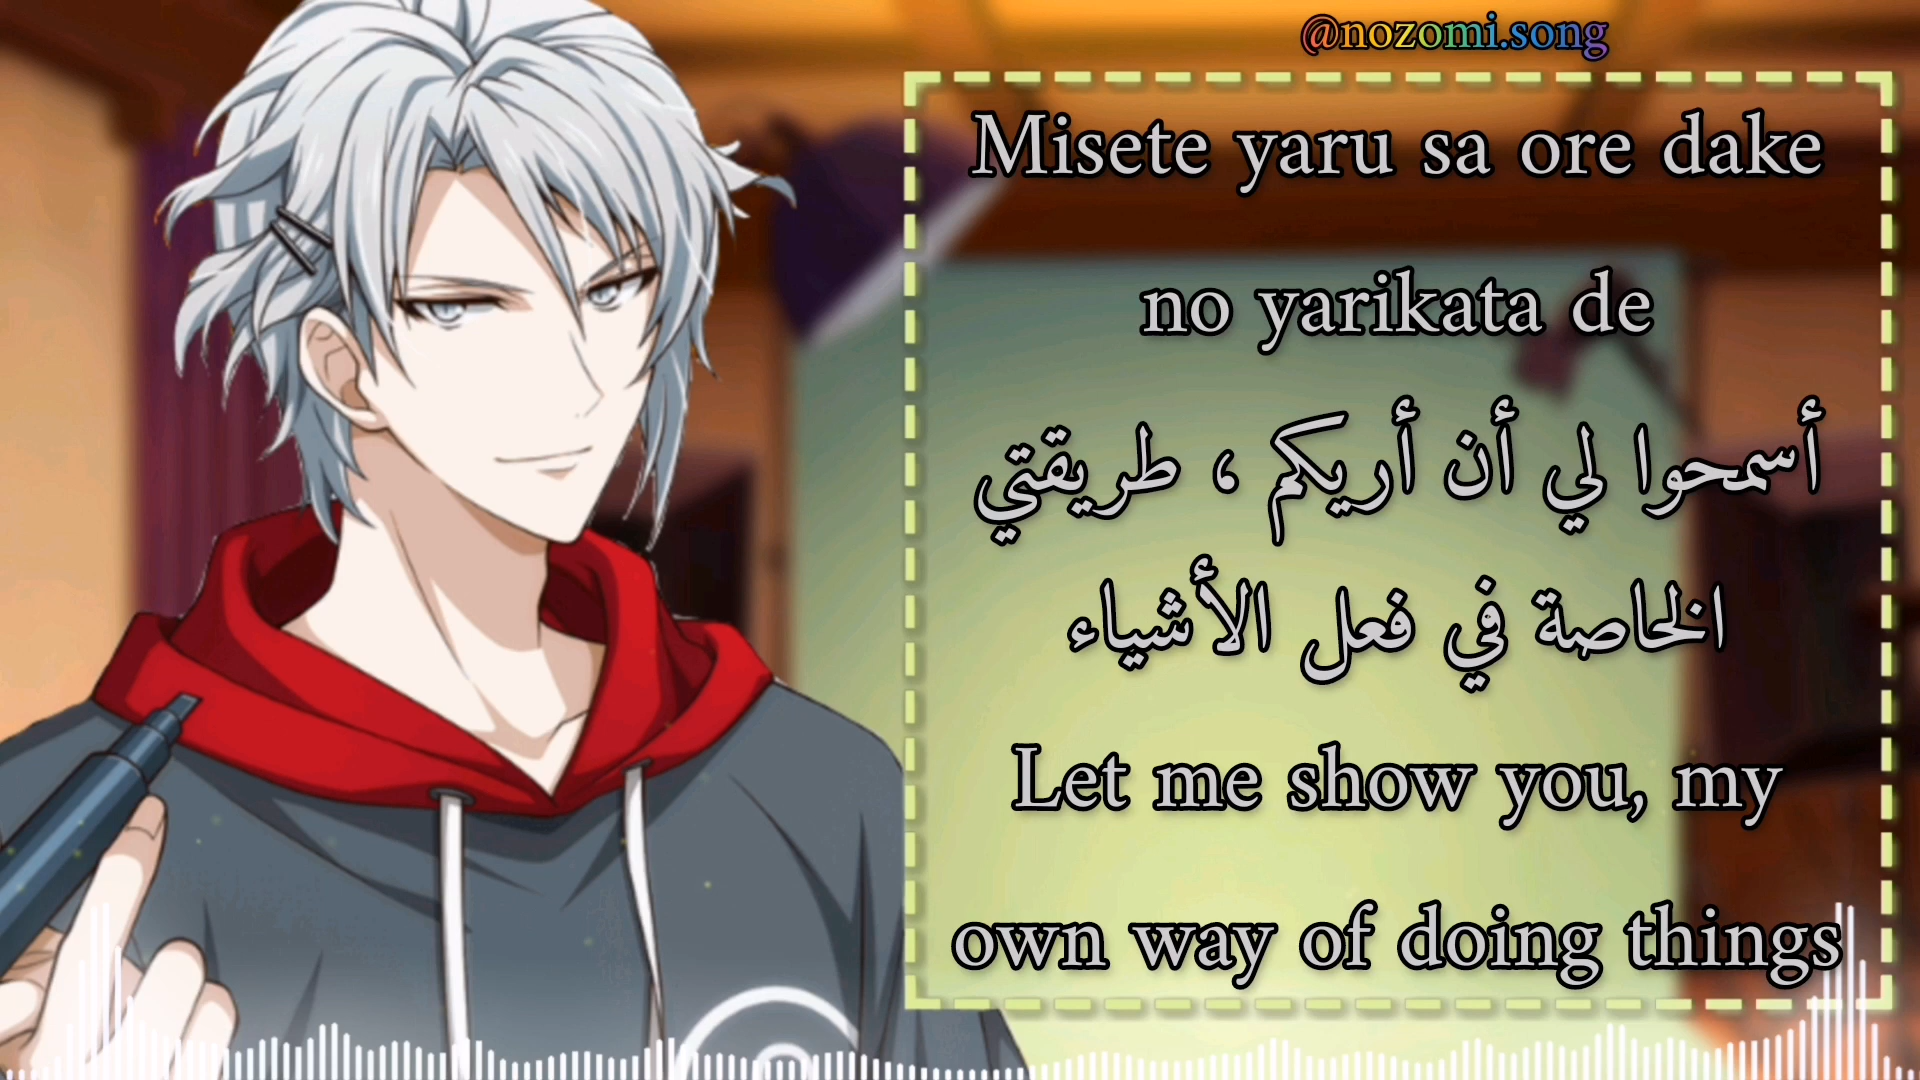 @nozomi.song
Misete yaru sa ore dake
no yarikata de
أسمحوا لي أن أريكم ، طريقتي
الخاصة في فعل الأشياء
Let me show you, my
own way of doing things